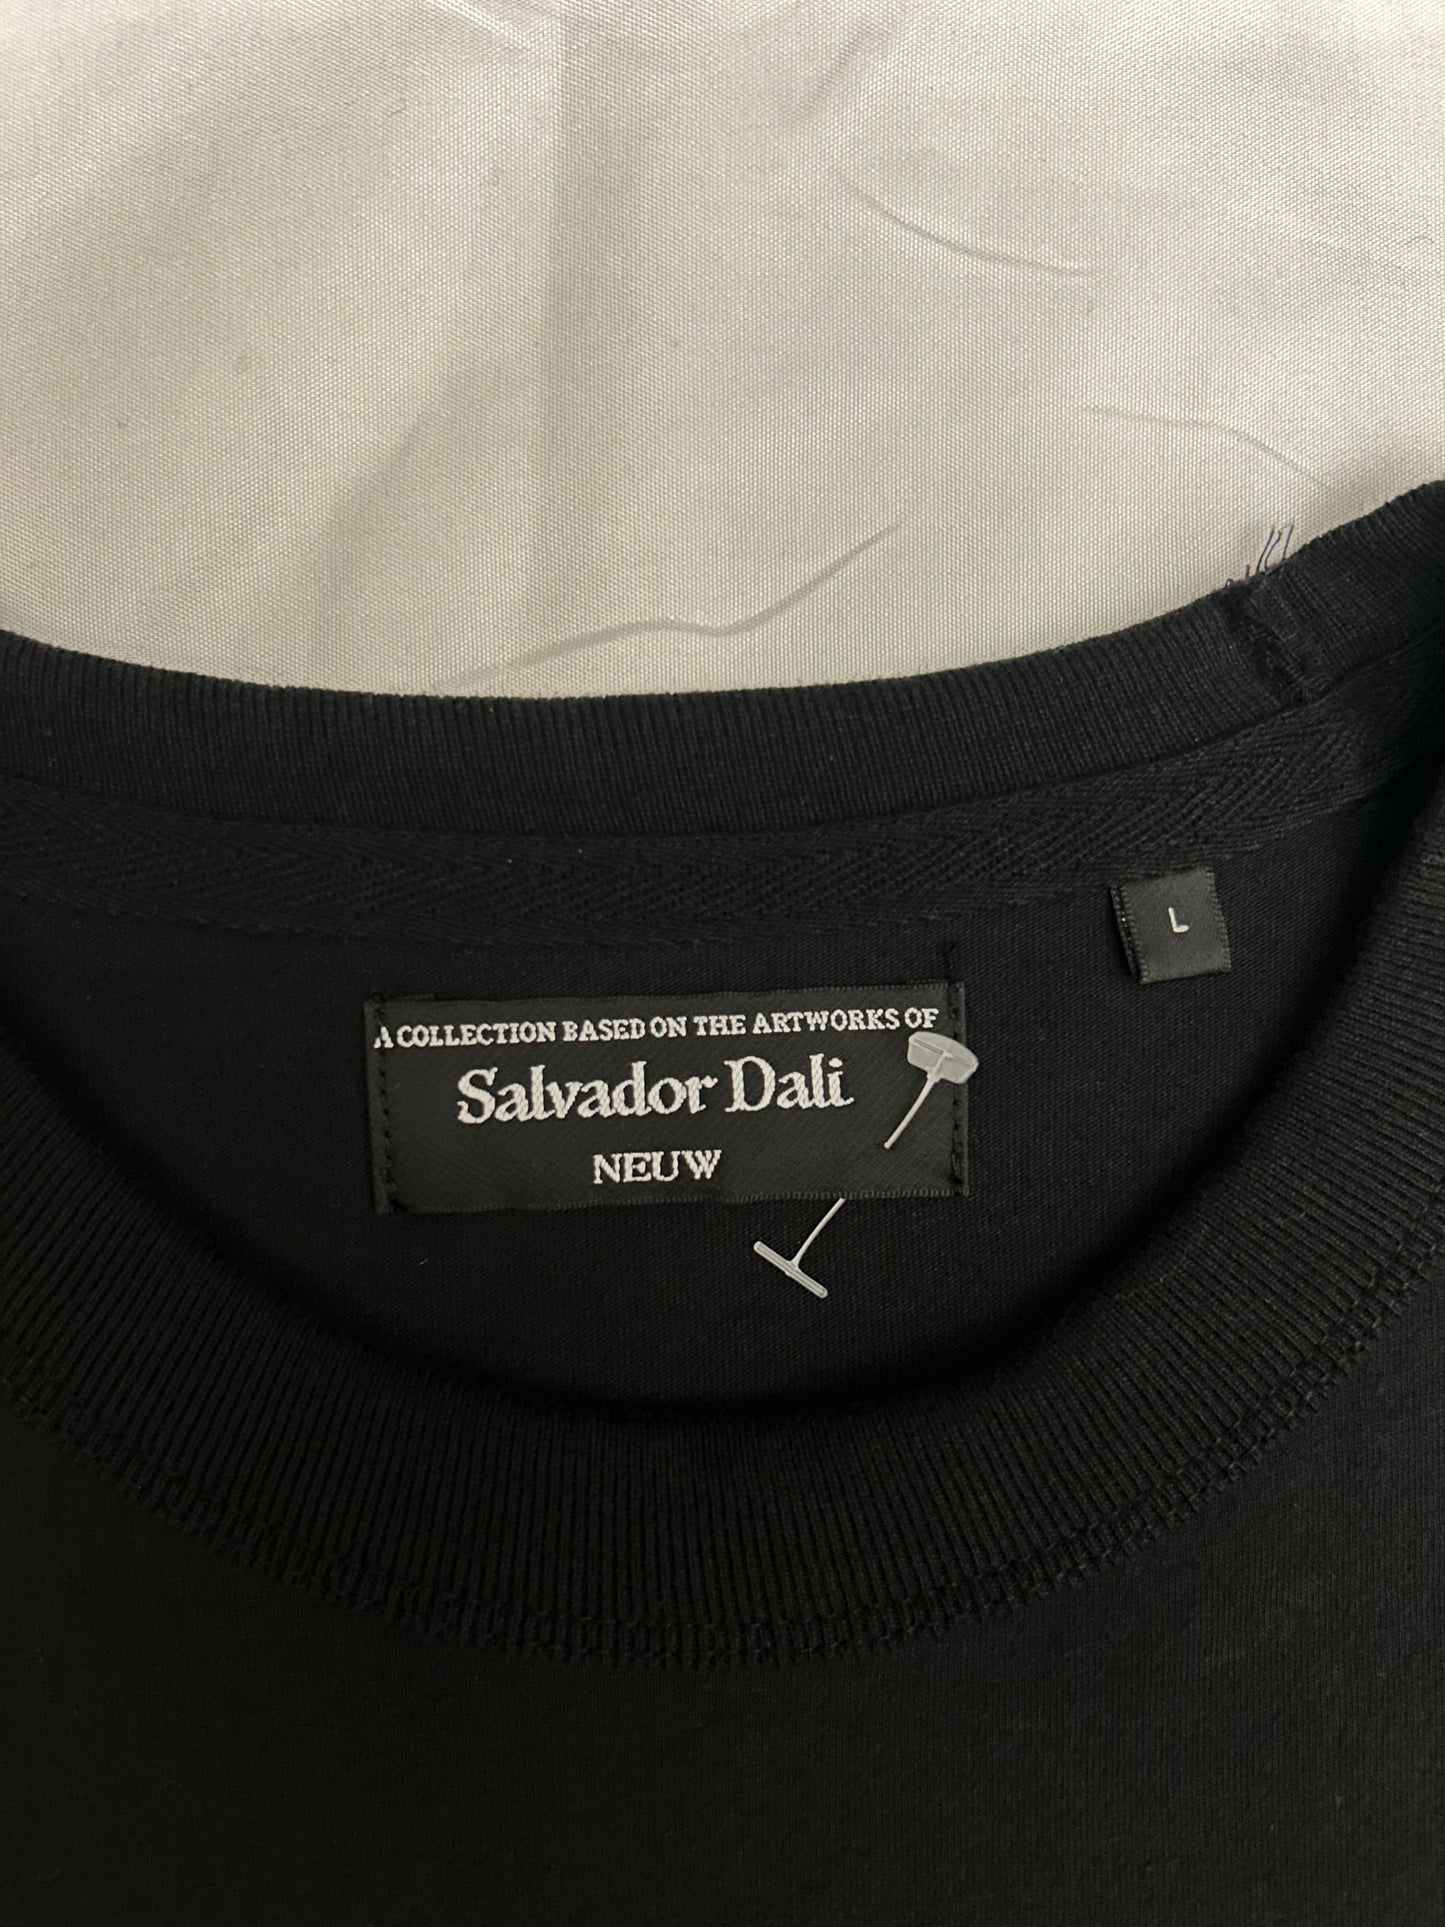 L
A COLLECTION BASED ON THE ARTWORKS OF
Salvador Dali
NEUW